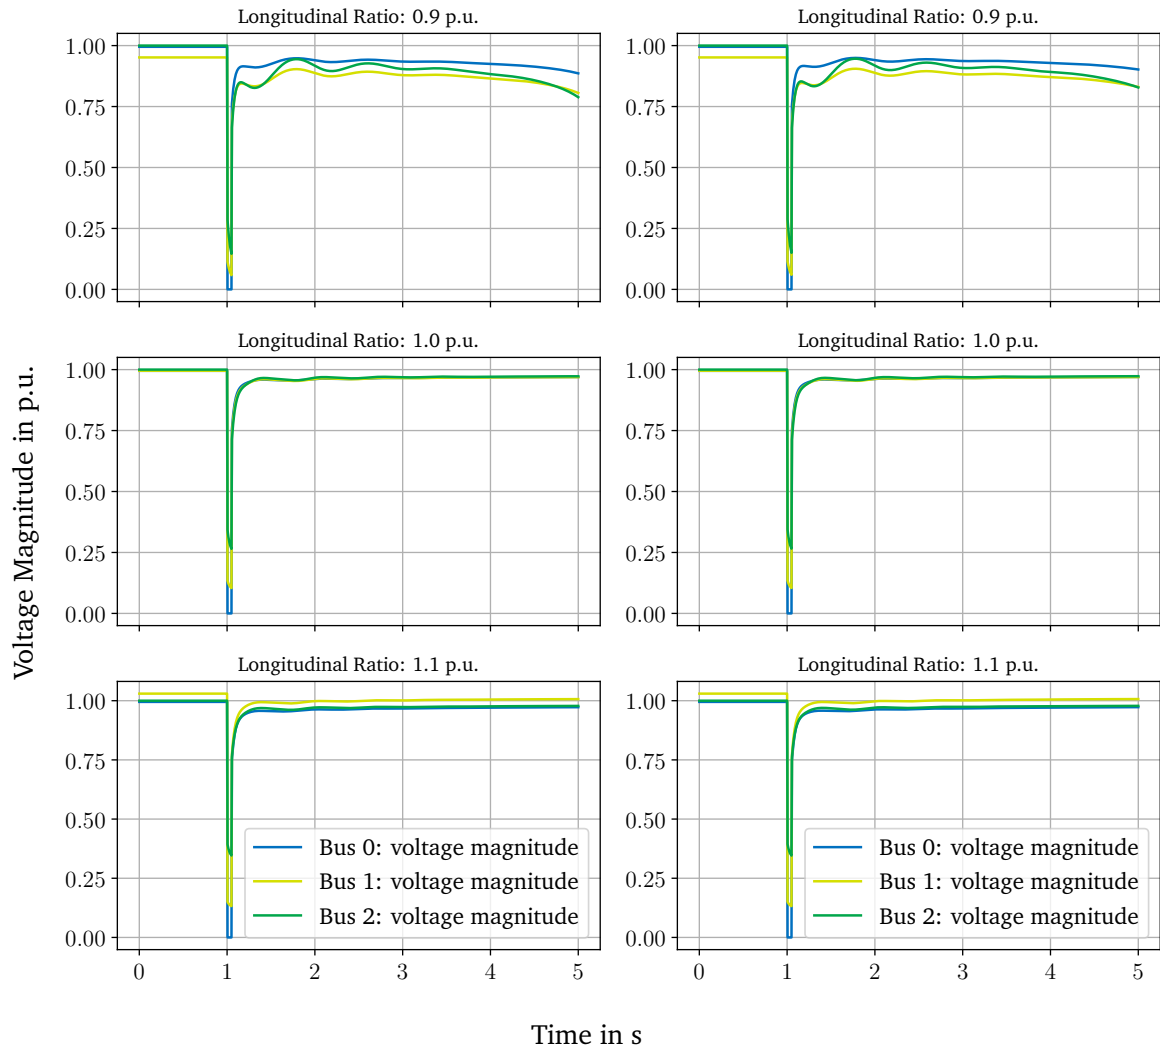 Longitudinal Ratio: 0.9 p.u.
Longitudinal Ratio: 0.9 p.u.
1.00
0.75
0.50
0.25
0.00
1.00
0.75
0.50
0.25
0.00
Longitudinal Ratio: 1.0 p.u.
Longitudinal Ratio: 1.0 p.u.
1.00
0.75
0.50
0.25
0.00
1.00
0.75
0.50
0.25
0.00
Voltage Magnitude in p.u.
Longitudinal Ratio: 1.1 p.u.
Longitudinal Ratio: 1.1 p.u.
1.00
0.75
0.50
0.25
0.00
Bus 0: voltage magnitude
Bus 1: voltage magnitude
Bus 2: voltage magnitude
0 1 2 3 4 5
1.00
0.75
0.50
0.25
0.00
Bus 0: voltage magnitude
Bus 1: voltage magnitude
Bus 2: voltage magnitude
0 1 2 3 4 5
Time in s